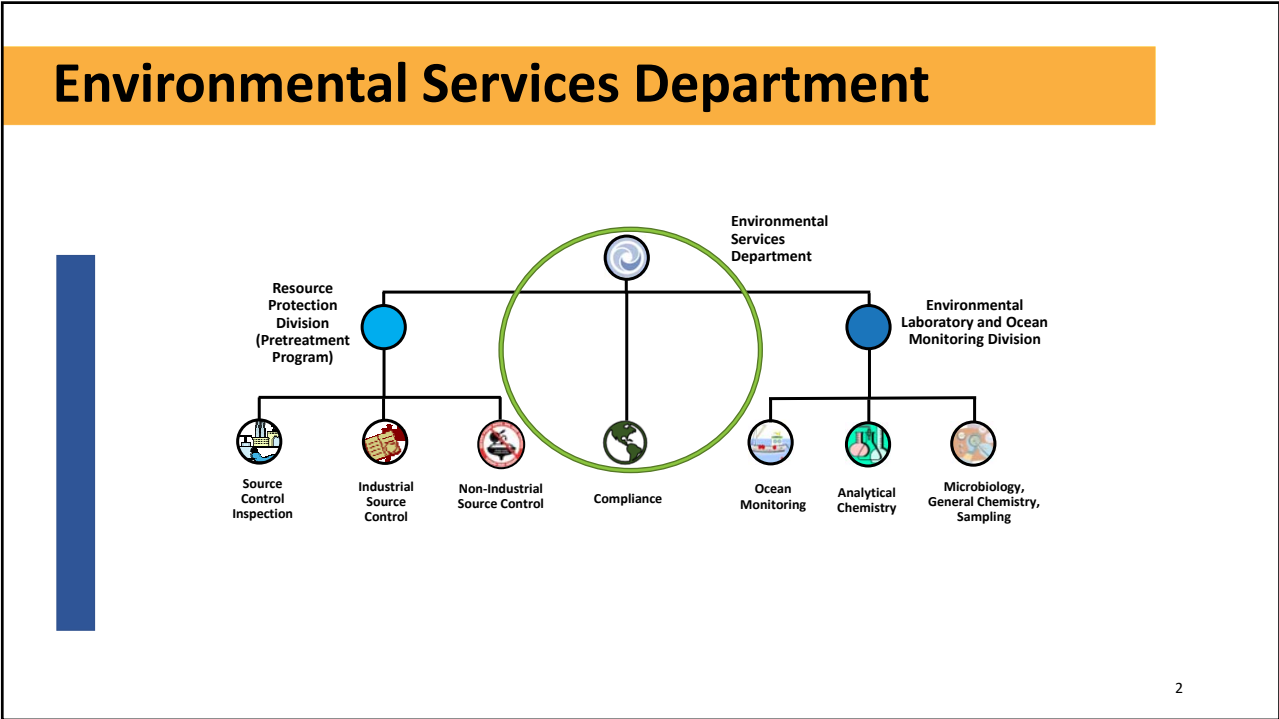 Environmental Services Department
Environmental
Services
Department
Resource
Protection
Division
(Pretreatment
Program)
Environmental
Laboratory and Ocean
Monitoring Division
Source
Control
Inspection
Industrial
Source
Control
Non-Industrial
Source Control
Compliance
Ocean
Monitoring
Analytical
Chemistry
Microbiology,
General Chemistry,
Sampling
2